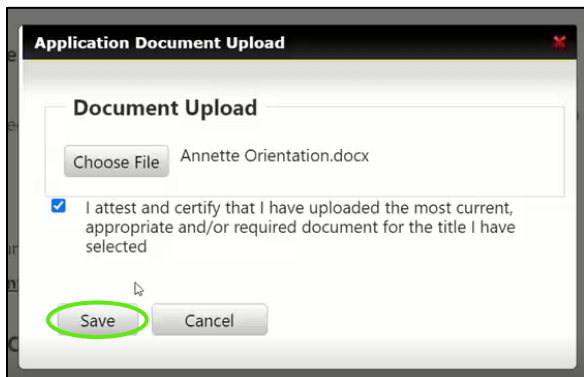 Application Document Upload
Document Upload
Choose File Annette Orientation.docx
I attest and certify that I have uploaded the most current,
appropriate and/or required document for the title I have
selected
Save Cancel